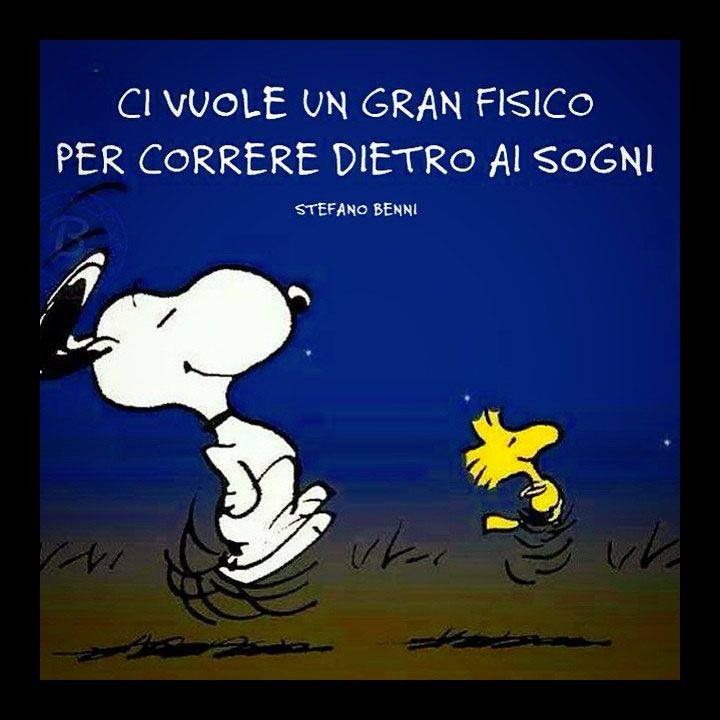 CI VUOLE UN GRAN FISICO
PER CORRERE DIETRO AI SOGNI
STEFANO BENNI
B